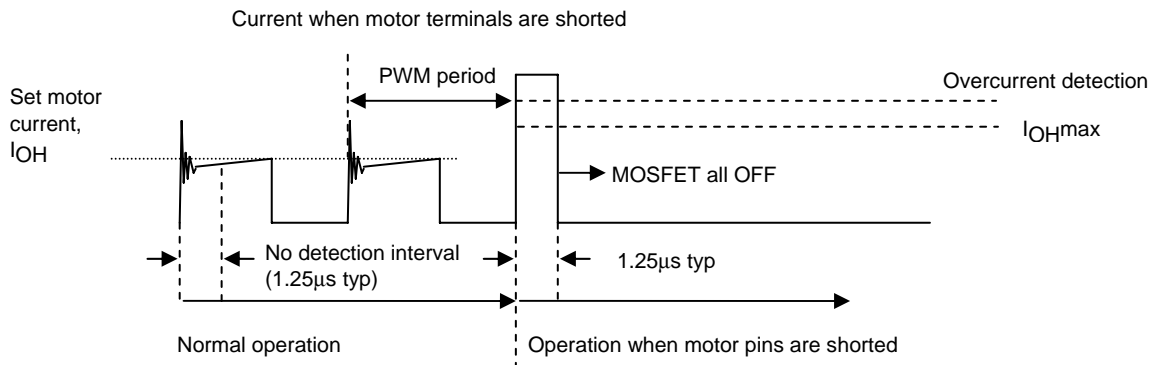 Current when motor terminals are shorted
PWM period
Overcurrent detection
Set motor
current,
IOH
IOHmax
MOSFET all OFF
No detection interval
(1.25μs typ)
1.25μs typ
Normal operation
Operation when motor pins are shorted